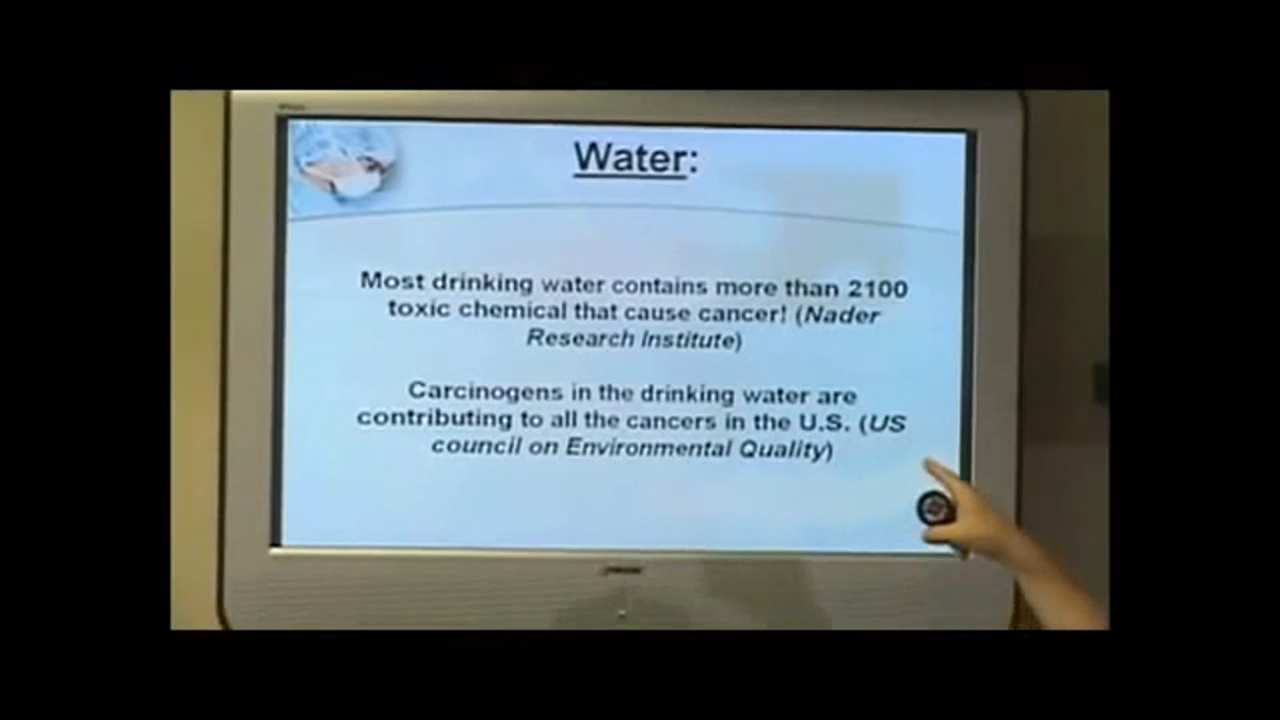 Water:
Most drinking water contains more than 2100
toxic chemical that cause cancer! (Nader
Research Institute)
Carcinogens in the drinking water are
contributing to all the cancers in the U.S. (US
council on Environmental Quality)